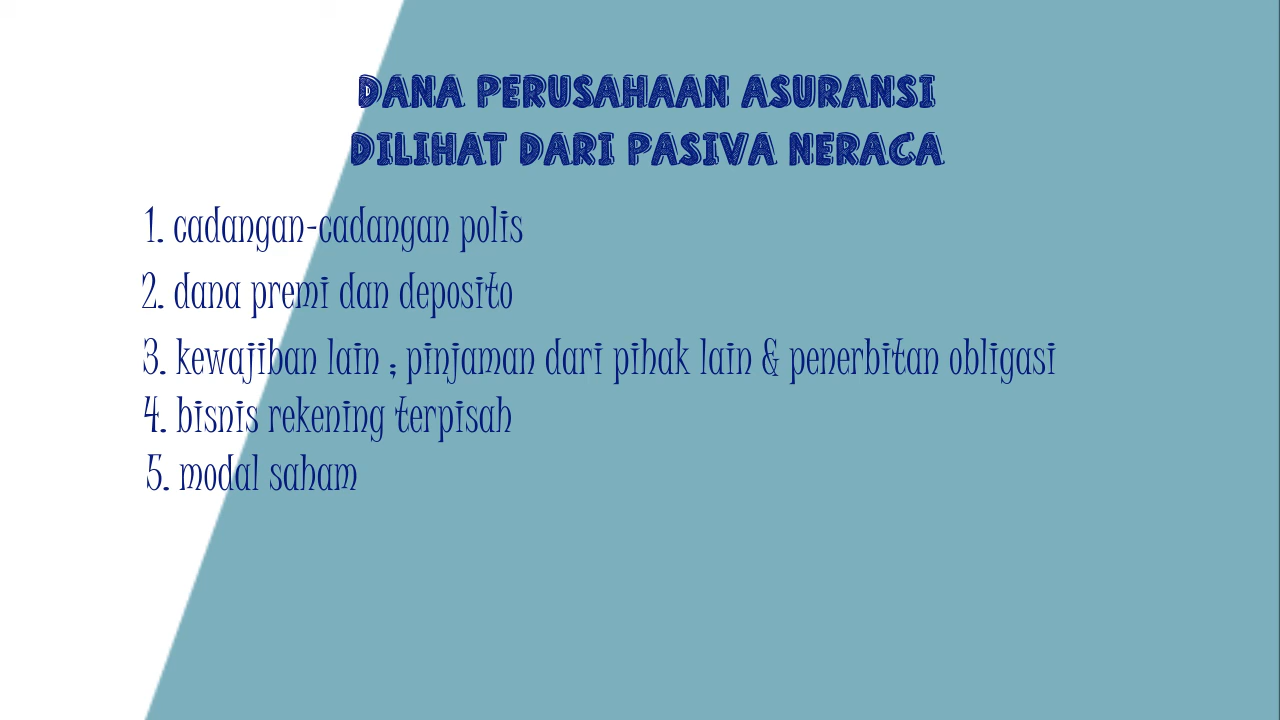 DANA PERUSAHAAN ASURANSI
DILIHAT DARI PASIVA NERACA
1. cadangan-cadangan polis
2. dana premi dan deposito
3. kewajiban lain ; pinjaman dari pihak lain & penerbitan obligasi
4. bisnis rekening terpisah
5. modal saham